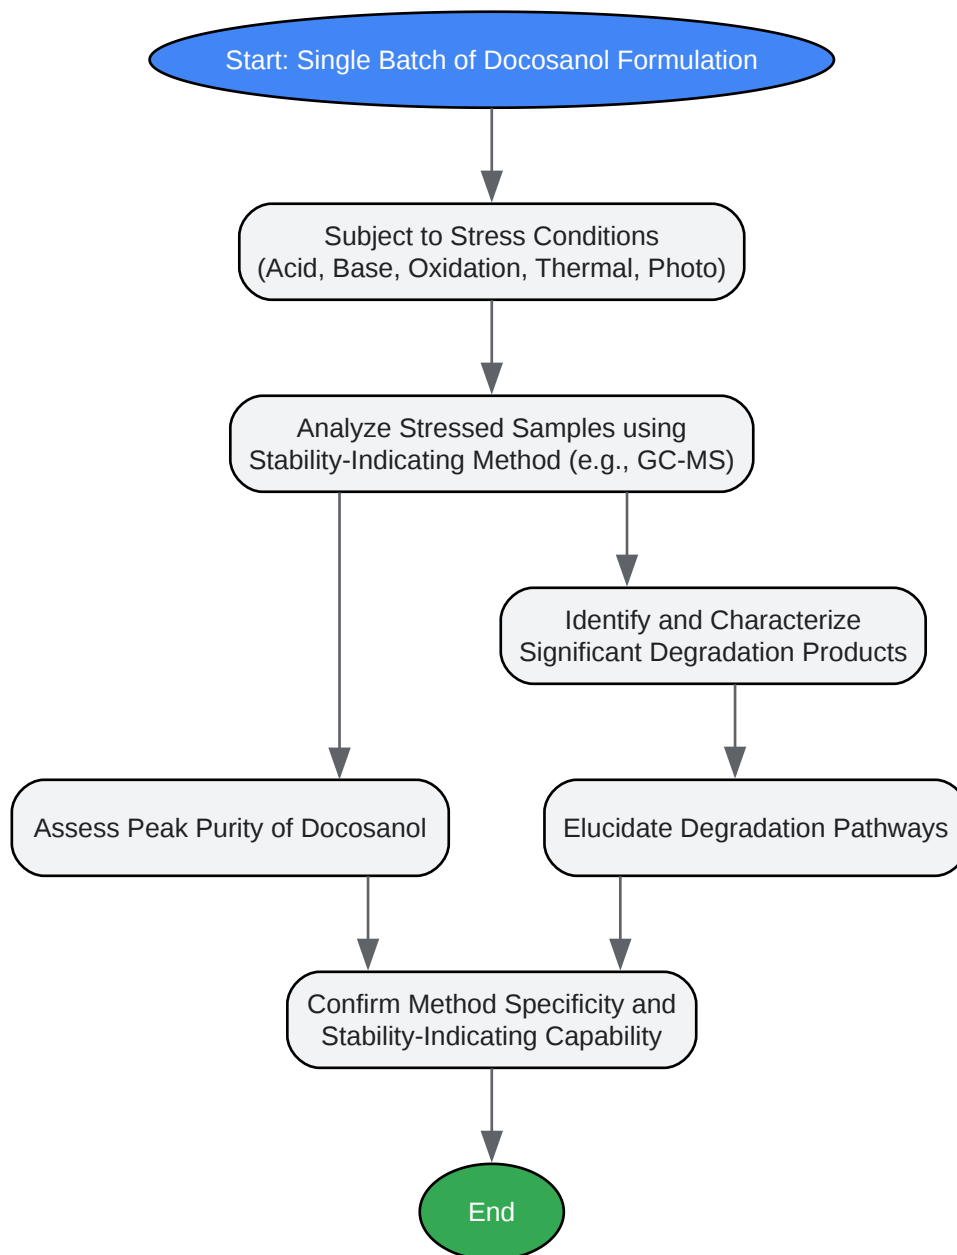 Start: Single Batch of Docosanol Formulation
Subject to Stress Conditions
(Acid, Base, Oxidation, Thermal, Photo)
Analyze Stressed Samples using
Stability-Indicating Method (e.g., GC-MS)
Identify and Characterize
Significant Degradation Products
Assess Peak Purity of Docosanol
Elucidate Degradation Pathways
Confirm Method Specificity and
Stability-Indicating Capability
End